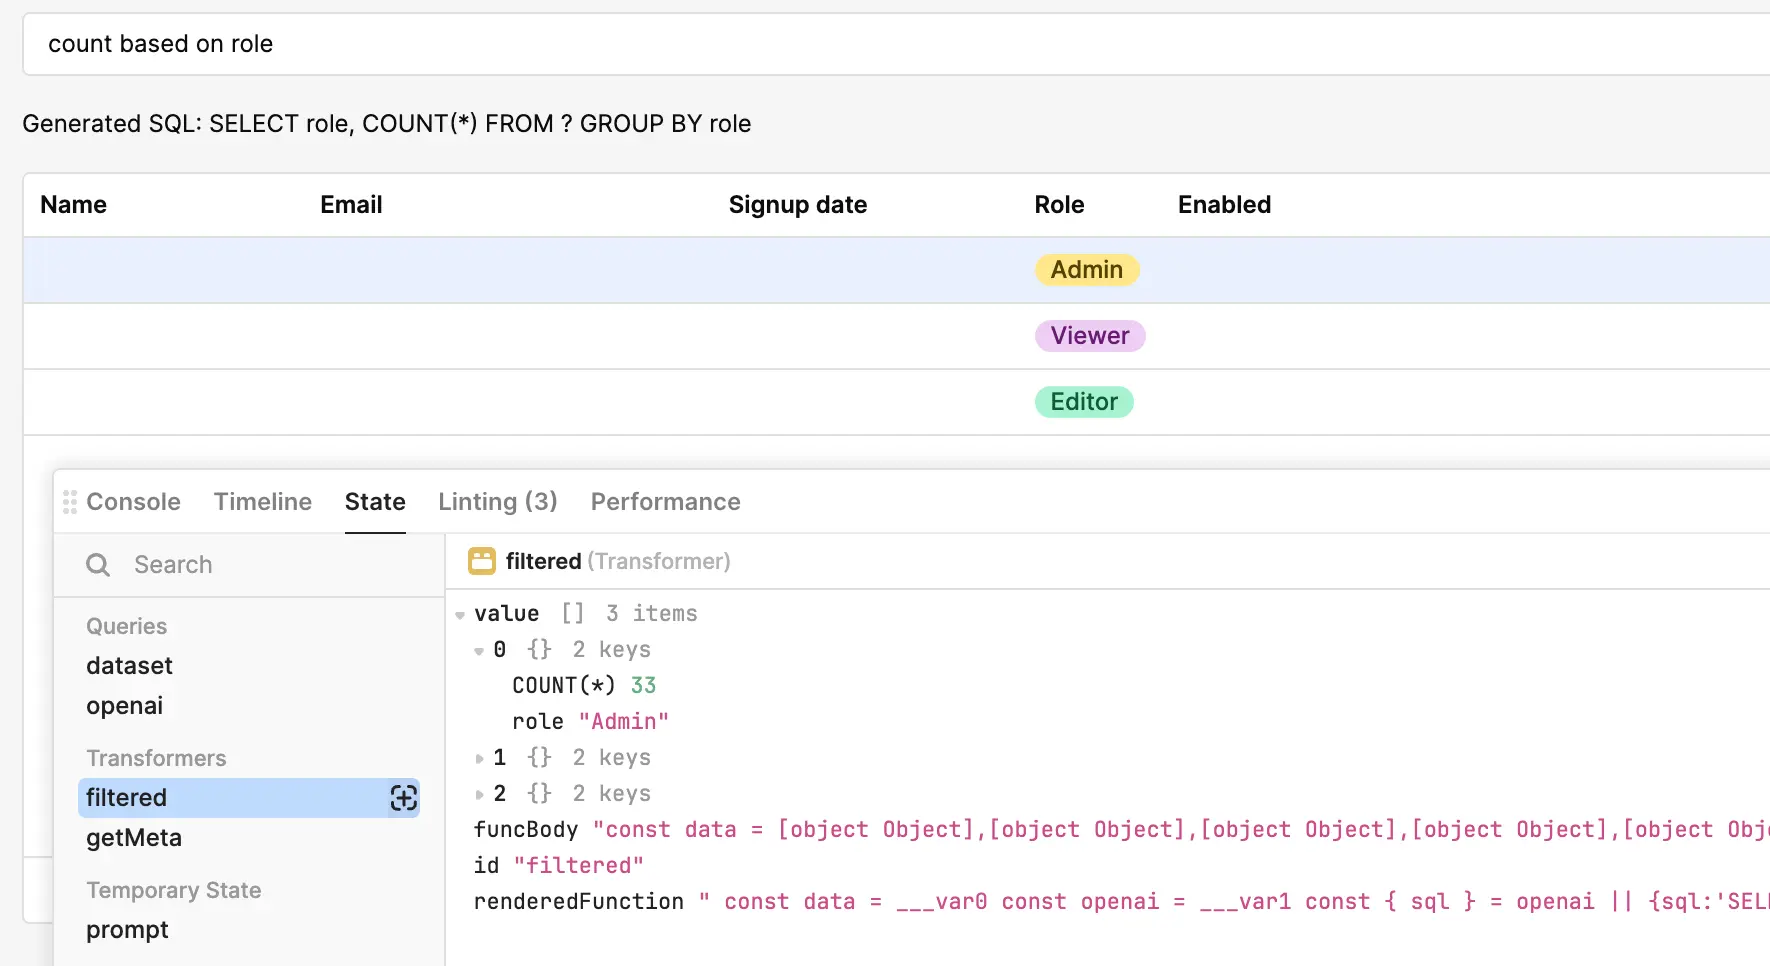 count based on role
Generated SQL: SELECT role, COUNT(*) FROM ? GROUP BY role
Name Email Signup date Role Enabled
Admin
Viewer
Editor
Console Timeline State Linting (3) Performance
Search
Queries
dataset
openai
Transformers
filtered
getMeta
Temporary State
prompt
filtered (Transformer)
value [] 3 items
0 {} 2 keys
COUNT(*) 33
role "Admin"
1 {} 2 keys
2 {} 2 keys
funcBody "const data = [object Object],[object Object],[object Object],[object Object],[object Obj
id "filtered"
renderedFunction " const data = ___var0 const openai = ___var1 const { sql } = openai || {sql:'SEL